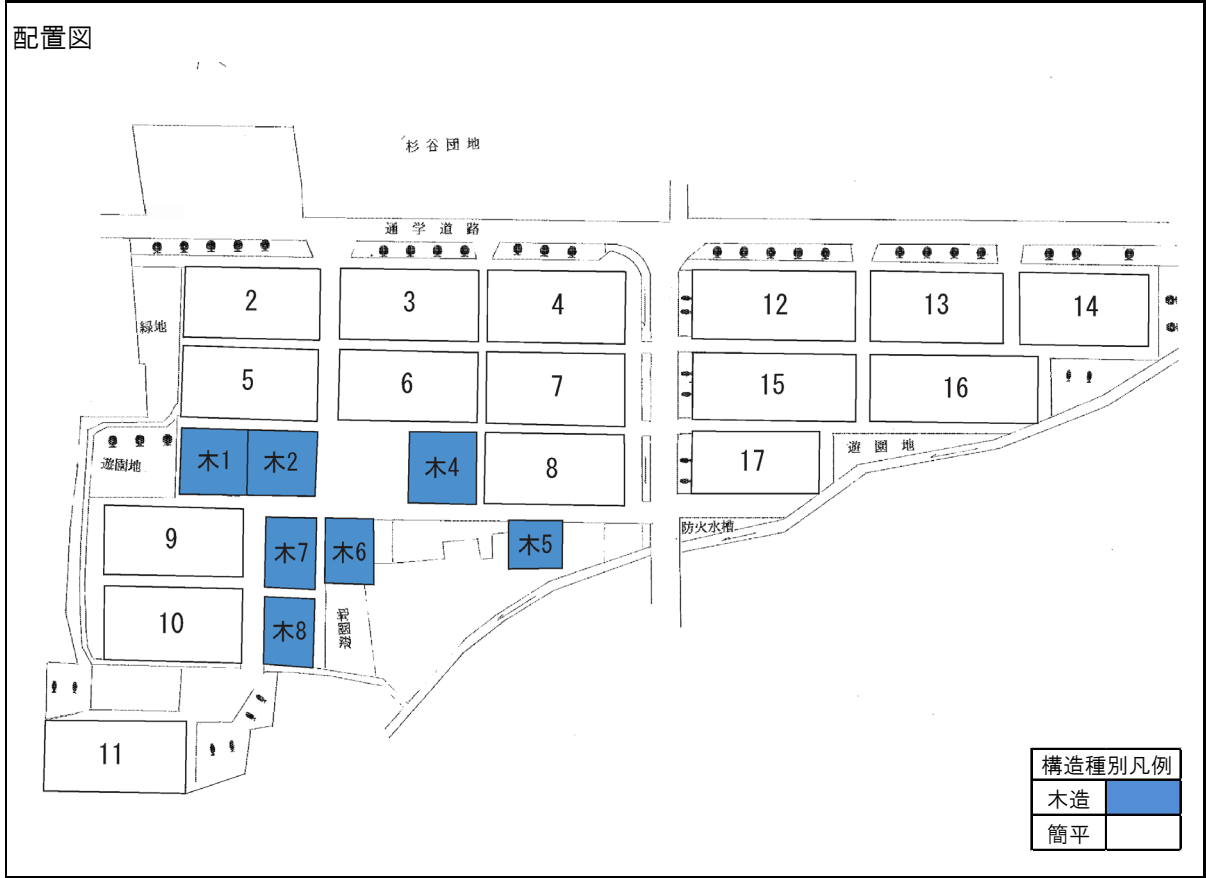 配置図
杉谷団地
通学道路
2
3
4
12
13
14
緑地
5
6
7
15
16
遊園地
木1
木2
木4
8
17
遊園地
9
木7
木6
木5
防火水槽
10
木8
11
構造種別凡例
木造
簡平